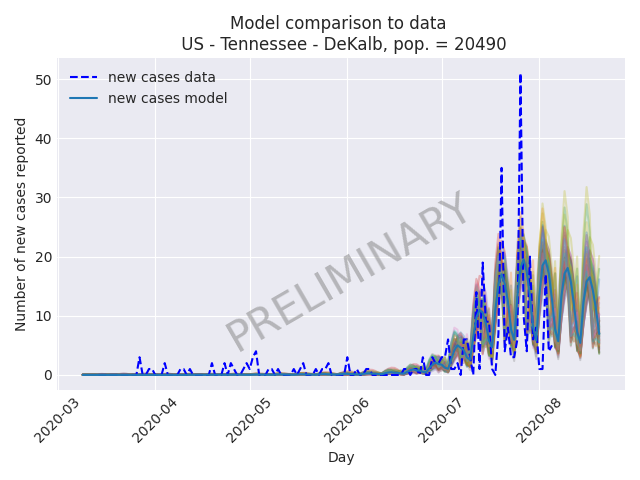 Model comparison to data
US - Tennessee - DeKalb, pop. = 20490
new cases data
new cases model
Number of new cases reported
50
40
30
20
10
0
PRELIMINARY
2020-03
2020-04
2020-05
2020-06
2020-07
2020-08
Day